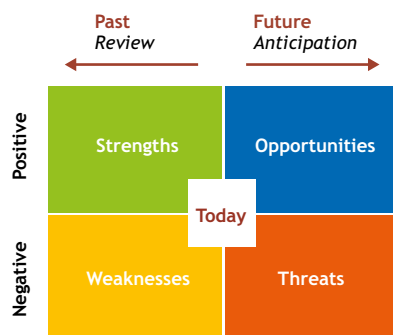 Past
Review
Future
Anticipation
Positive
Strengths
Opportunities
Today
Negative
Weaknesses
Threats